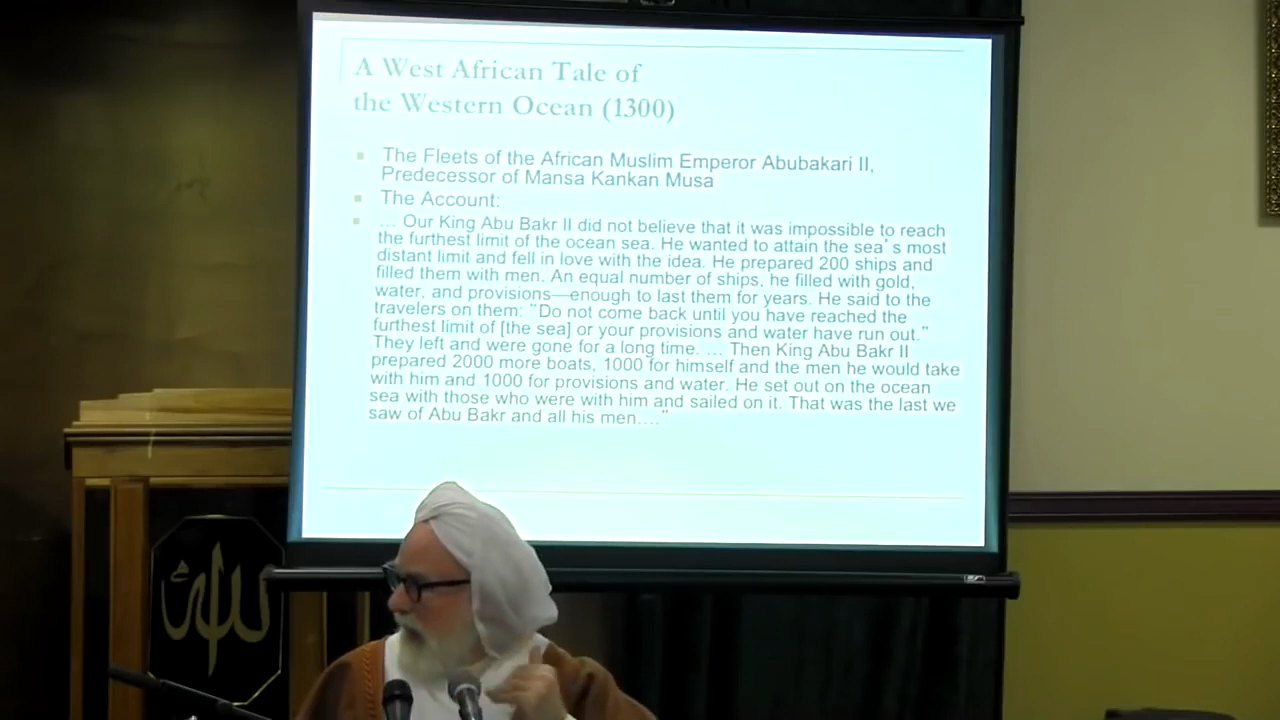 A West African Tale of
the Western Ocean (1300)
The Fleets of the African Muslim Emperor Abubakari II,
Predecessor of Mansa Kankan Musa
The Account:
… Our King Abu Bakr II did not believe that it was impossible to reach
the furthest limit of the ocean sea. He wanted to attain the sea's most
distant limit and fell in love with the idea. He prepared 200 ships and
filled them with men. An equal number of ships, he filled with gold,
water, and provisions—enough to last them for years. He said to the
travelers on them: "Do not come back until you have reached the
furthest limit of [the sea] or your provisions and water have run out."
They left and were gone for a long time. … Then King Abu Bakr II
prepared 2000 more boats, 1000 for himself and the men he would take
with him and 1000 for provisions and water. He set out on the ocean
sea with those who were with him and sailed on it. That was the last we
saw of Abu Bakr and all his men…."
الله